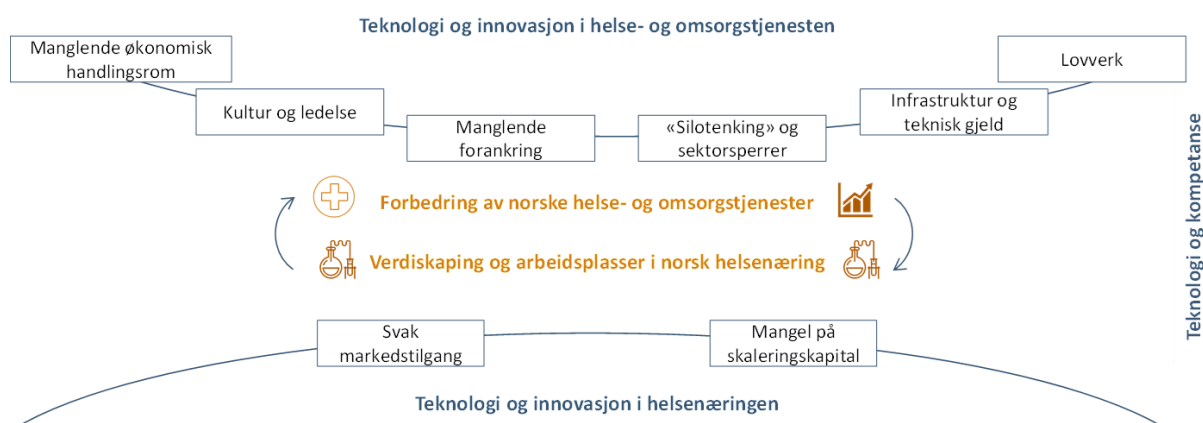 Teknologi og innovasjon i helse- og omsorgstjenesten
Manglende økonomisk
handlingsrom
Lovverk
Kultur og ledelse
Infrastruktur og
teknisk gjeld
Manglende
forankring
«Silotenking» og
sektorsperrer
Forbedring av norske helse- og omsorgstjenester
Verdiskaping og arbeidsplasser i norsk helsenæring
Teknologi og kompetanse
Svak
markedstilgang
Mangel på
skaleringskapital
Teknologi og innovasjon i helsenæringen